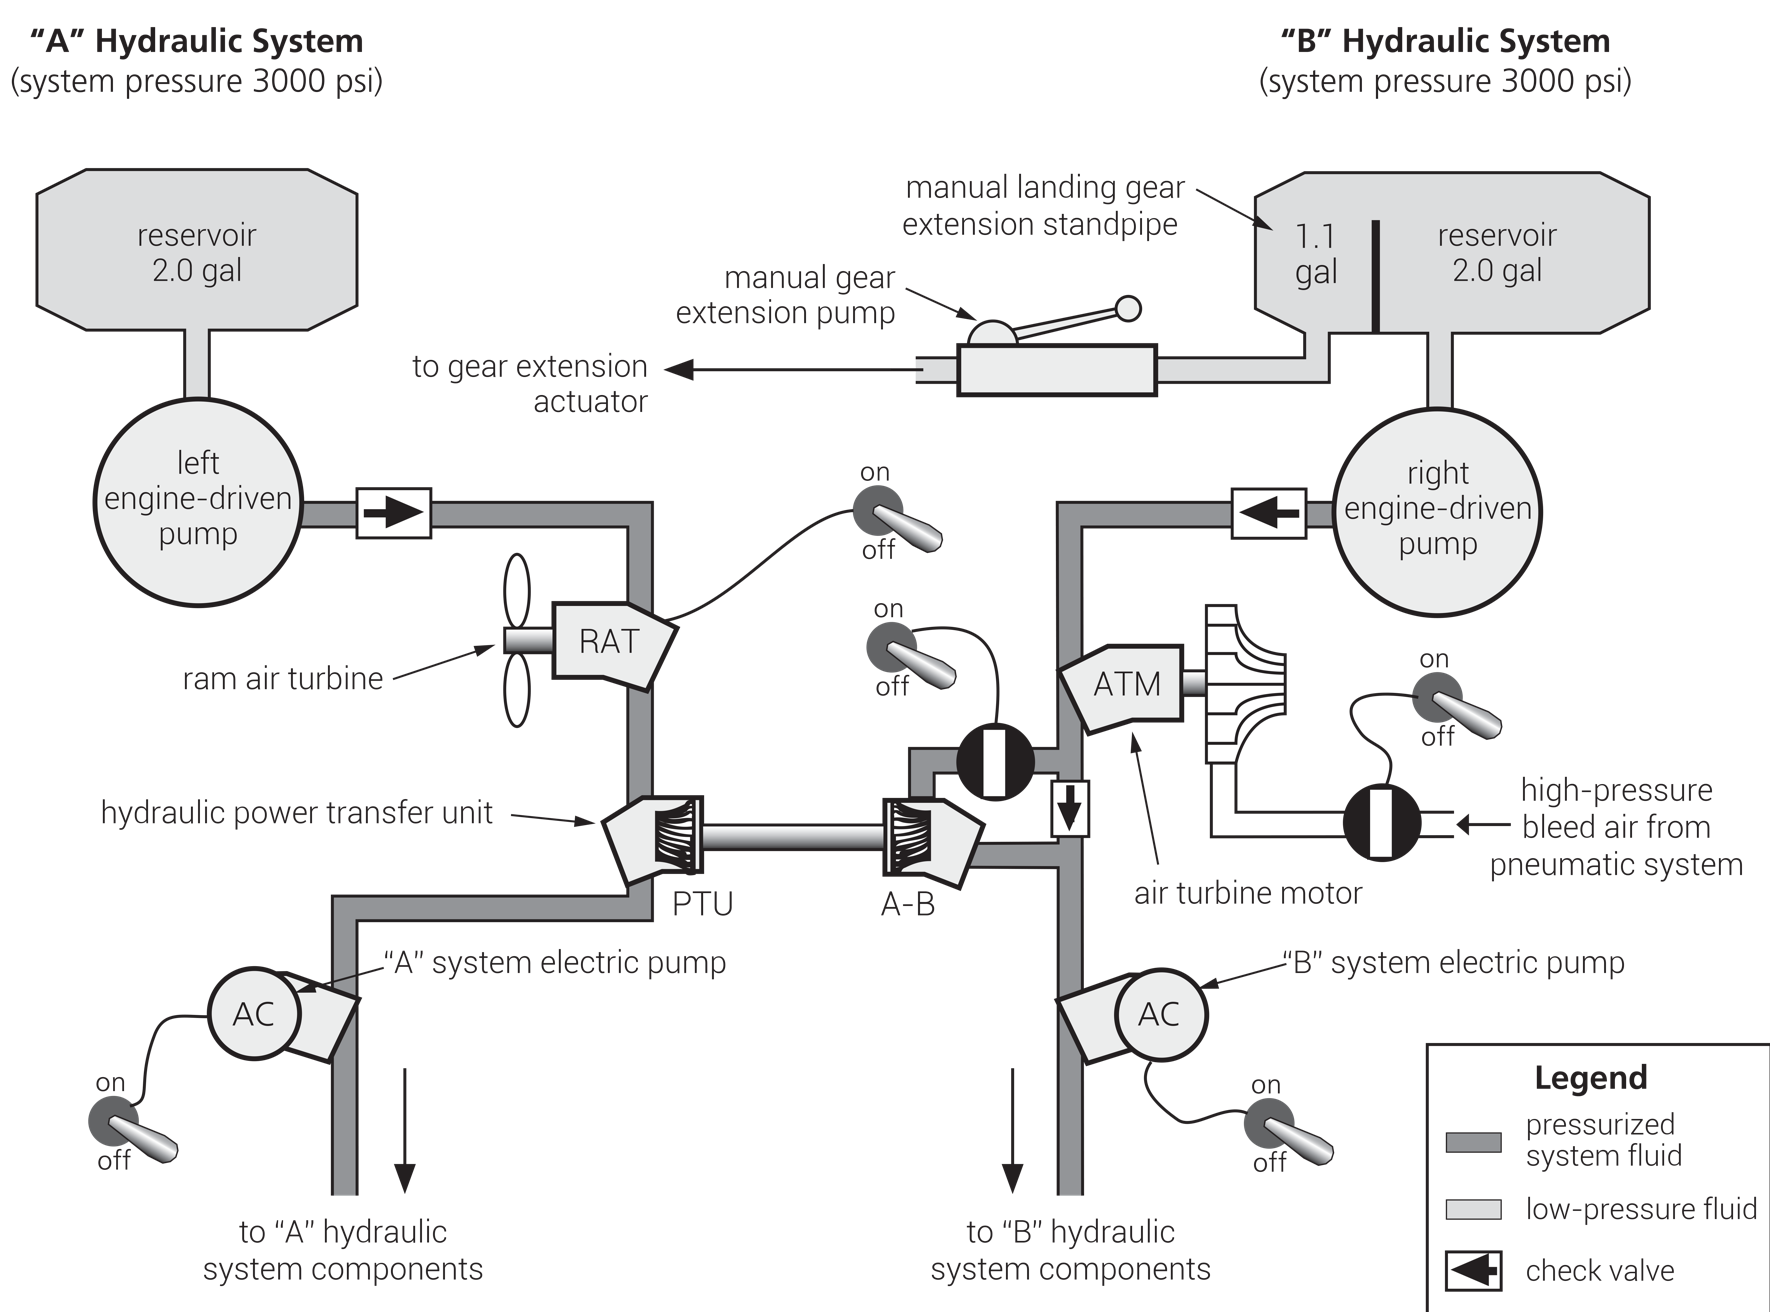 “A” Hydraulic System
(system pressure 3000 psi)
“B” Hydraulic System
(system pressure 3000 psi)
reservoir
2.0 gal
manual landing gear
extension standpipe
1.1
gal
reservoir
2.0 gal
manual gear
extension pump
to gear extension
actuator
left
engine-driven
pump
on
off
right
engine-driven
pump
RAT
ram air turbine
on
off
ATM
on
off
hydraulic power transfer unit
high-pressure
bleed air from
pneumatic system
air turbine motor
PTU
A-B
“A” system electric pump
“B” system electric pump
AC
AC
on
off
on
off
to “A” hydraulic
system components
to “B” hydraulic
system components
Legend
pressurized
system fluid
low-pressure fluid
check valve